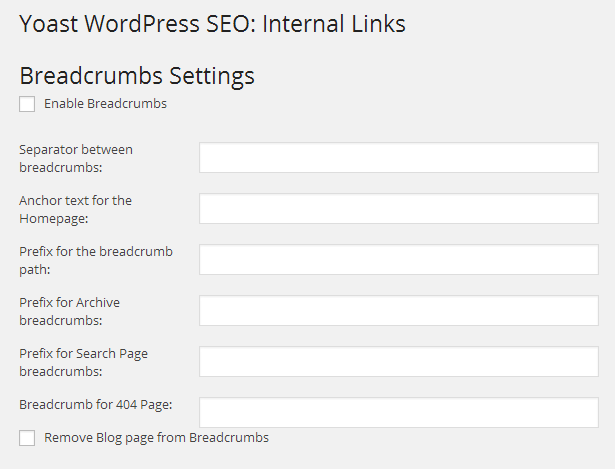 Yoast WordPress SEO: Internal Links
Breadcrumbs Settings
Enable Breadcrumbs
Separator between
breadcrumbs:
Anchor text for the
Homepage:
Prefix for the breadcrumb
path:
Prefix for Archive
breadcrumbs:
Prefix for Search Page
breadcrumbs:
Breadcrumb for 404 Page:
Remove Blog page from Breadcrumbs